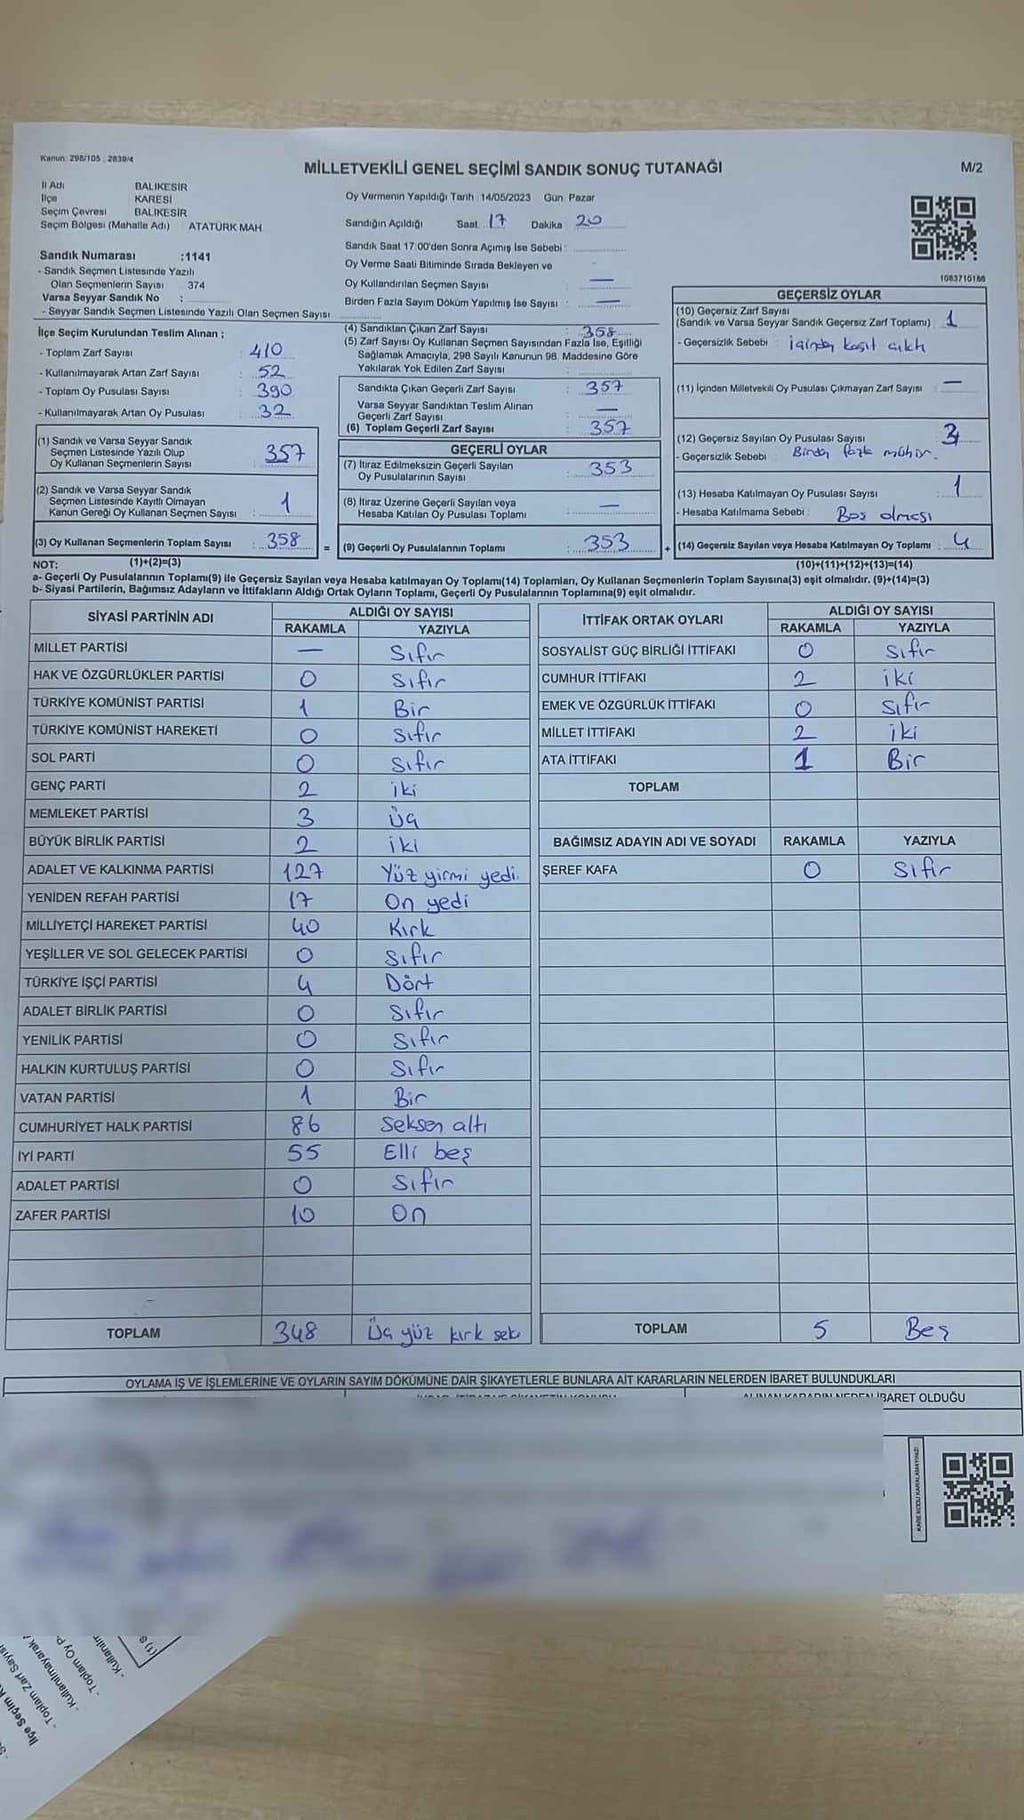 Kanun: 298/105 , 2839/4
MİLLETVEKİLİ GENEL SEÇİMİ SANDIK SONUÇ TUTANAĞI
M/2
İl Adı BALIKESİR
İlçe KARESİ
Seçim Çevresi BALIKESİR
Seçim Bölgesi (Mahalle Adı) ATATÜRK MAH.
Oy Vermenin Yapıldığı Tarih : 14/05/2023 Gün Pazar
Sandığın Açıldığı Saat 17 Dakika 20
Sandık Saat 17:00'den Sonra Açımış İse Sebebi :
Oy Verme Saati Bitiminde Sırada Bekleyen ve
Oy Kullandırılan Seçmen Sayısı —
Birden Fazla Sayım Döküm Yapılmış İse Sayısı : —
1083710186
Sandık Numarası :1141
- Sandık Seçmen Listesinde Yazılı
Olan Seçmenlerin Sayısı 374
Varsa Seyyar Sandık No :
- Seyyar Sandık Seçmen Listesinde Yazılı Olan Seçmen Sayısı
İlçe Seçim Kurulundan Teslim Alınan ;
- Toplam Zarf Sayısı : 410
- Kullanılmayarak Artan Zarf Sayısı : 52
- Toplam Oy Pusulası Sayısı : 390
- Kullanılmayarak Artan Oy Pusulası : 32
(1) Sandık ve Varsa Seyyar Sandık
Seçmen Listesinde Yazılı Olup
Oy Kullanan Seçmenlerin Sayısı 357
(2) Sandık ve Varsa Seyyar Sandık
Seçmen Listesinde Kayıtlı Olmayan
Kanun Gereği Oy Kullanan Seçmen Sayısı : 1
(3) Oy Kullanan Seçmenlerin Toplam Sayısı : 358 =
(1)+(2)=(3)
(4) Sandıktan Çıkan Zarf Sayısı : 358
(5) Zarf Sayısı Oy Kullanan Seçmen Sayısından Fazla İse, Eşitliği
Sağlamak Amacıyla, 298 Sayılı Kanunun 98. Maddesine Göre
Yakılarak Yok Edilen Zarf Sayısı :
Sandıkta Çıkan Geçerli Zarf Sayısı : 357
Varsa Seyyar Sandıktan Teslim Alınan
Geçerli Zarf Sayısı —
(6) Toplam Geçerli Zarf Sayısı : 357
GEÇERLİ OYLAR
(7) İtiraz Edilmeksizin Geçerli Sayılan
Oy Pusulalarının Sayısı : 353
(8) İtiraz Üzerine Geçerli Sayılan veya
Hesaba Katılan Oy Pusulası Toplamı : —
(9) Geçerli Oy Pusulalarının Toplamı : 353 +
GEÇERSİZ OYLAR
(10) Geçersiz Zarf Sayısı
(Sandık ve Varsa Seyyar Sandık Geçersiz Zarf Toplamı) : 1
- Geçersizlik Sebebi : içinden kağıt çıktı
(11) İçinden Milletvekili Oy Pusulası Çıkmayan Zarf Sayısı : —
(12) Geçersiz Sayılan Oy Pusulası Sayısı
- Geçersizlik Sebebi : Birden fazla mühür.
(13) Hesaba Katılmayan Oy Pusulası Sayısı : 1
- Hesaba Katılmama Sebebi : Boş olması
(14) Geçersiz Sayılan veya Hesaba Katılmayan Oy Toplamı : 4
(10)+(11)+(12)+(13)=(14)
NOT:
a- Geçerli Oy Pusulalarının Toplamı(9) ile Geçersiz Sayılan veya Hesaba katılmayan Oy Toplamı(14) Toplamları, Oy Kullanan Seçmenlerin Toplam Sayısına(3) eşit olmalıdır. (9)+(14)=(3)
b- Siyasi Partilerin, Bağımsız Adayların ve İttifakların Aldığı Ortak Oyların Toplamı, Geçerli Oy Pusulalarının Toplamına(9) eşit olmalıdır.
SİYASİ PARTİNİN ADI ALDIĞI OY SAYISI
RAKAMLA YAZIYLA
MİLLET PARTİSİ — Sıfır
HAK VE ÖZGÜRLÜKLER PARTİSİ 0 Sıfır
TÜRKİYE KOMÜNİST PARTİSİ 1 Bir
TÜRKİYE KOMÜNİST HAREKETİ 0 Sıfır
SOL PARTİ 0 Sıfır
GENÇ PARTİ 2 iki
MEMLEKET PARTİSİ 3 Üç
BÜYÜK BİRLİK PARTİSİ 2 iki
ADALET VE KALKINMA PARTİSİ 127 Yüz yirmi yedi.
YENİDEN REFAH PARTİSİ 17 On yedi
MİLLİYETÇİ HAREKET PARTİSİ 40 Kırk
YEŞİLLER VE SOL GELECEK PARTİSİ 0 Sıfır
TÜRKİYE İŞÇİ PARTİSİ 4 Dört
ADALET BİRLİK PARTİSİ 0 Sıfır
YENİLİK PARTİSİ 0 Sıfır
HALKIN KURTULUŞ PARTİSİ 0 Sıfır
VATAN PARTİSİ 1 Bir
CUMHURİYET HALK PARTİSİ 86 Seksen altı
İYİ PARTİ 55 Elli beş
ADALET PARTİSİ 0 Sıfır
ZAFER PARTİSİ 10 On
TOPLAM 348 Üç yüz kırk sek
İTTİFAK ORTAK OYLARI ALDIĞI OY SAYISI
RAKAMLA YAZIYLA
SOSYALİST GÜÇ BİRLİĞİ İTTİFAKI 0 Sıfır
CUMHUR İTTİFAKI 2 iki
EMEK VE ÖZGÜRLÜK İTTİFAKI 0 Sıfır
MİLLET İTTİFAKI 2 iki
ATA İTTİFAKI 1 Bir
TOPLAM
BAĞIMSIZ ADAYIN ADI VE SOYADI RAKAMLA YAZIYLA
ŞEREF KAFA 0 Sıfır
TOPLAM 5 Beş
OYLAMA İŞ VE İŞLEMLERİNE VE OYLARIN SAYIM DÖKÜMÜNE DAİR ŞİKAYETLERLE BUNLARA AİT KARARLARIN NELERDEN İBARET BULUNDUKLARI
ALINAN KARARIN NEDEN İBARET OLDUĞU
KARE KODU KARALAMAYINIZ!
(1) S
- Kullanılm
- Toplam Oy P
- Kullanılmayarak
- Toplam Zarf Sayısı
İlçe Seçim K